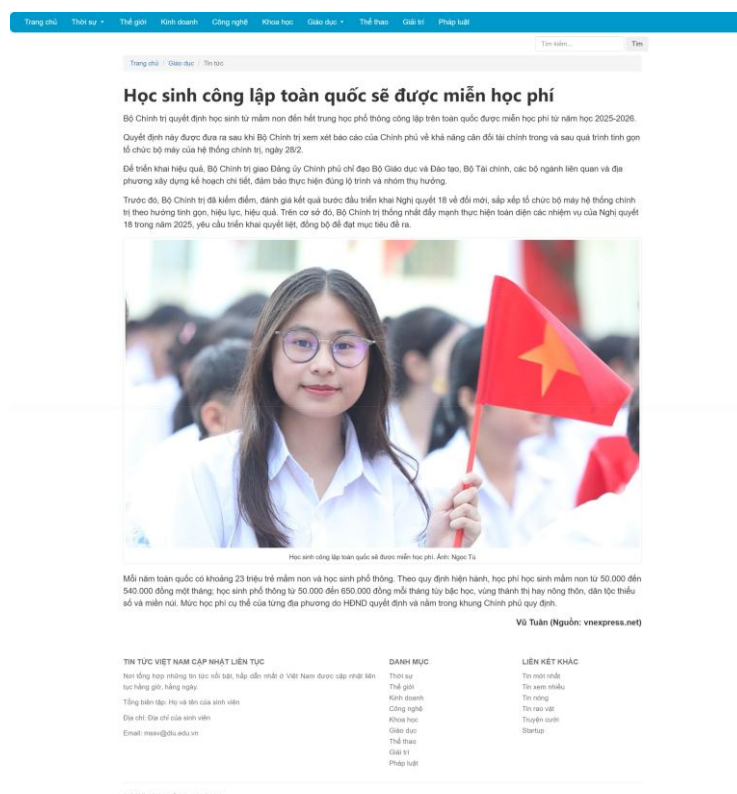 Trang chủ Thời sự Thế giới Kinh doanh Công nghệ Khoa học Giáo dục Thể thao Giải trí Pháp luật
Tìm kiếm... Tìm
Trang chủ / Giáo dục / Tin tức
Học sinh công lập toàn quốc sẽ được miễn học phí
Bộ Chính trị quyết định học sinh từ mầm non đến hết trung học phổ thông công lập trên toàn quốc được miễn học phí từ năm học 2025-2026.
Quyết định này được đưa ra sau khi Bộ Chính trị xem xét báo cáo của Chính phủ về khả năng cân đối tài chính trong và sau quá trình tinh gọn
tổ chức bộ máy của hệ thống chính trị, ngày 28/2.
Để triển khai hiệu quả, Bộ Chính trị giao Đảng ủy Chính phủ chỉ đạo Bộ Giáo dục và Đào tạo, Bộ Tài chính, các bộ ngành liên quan và địa
phương xây dựng kế hoạch chi tiết, đảm bảo thực hiện đúng lộ trình và nhóm thụ hưởng.
Trước đó, Bộ Chính trị đã kiểm điểm, đánh giá kết quả bước đầu triển khai Nghị quyết 18 về đổi mới, sắp xếp tổ chức bộ máy hệ thống chính
trị theo hướng tinh gọn, hiệu lực, hiệu quả. Trên cơ sở đó, Bộ Chính trị thống nhất đẩy mạnh thực hiện toàn diện các nhiệm vụ của Nghị quyết
18 trong năm 2025, yêu cầu triển khai quyết liệt, đồng bộ để đạt mục tiêu đề ra.
Học sinh công lập toàn quốc sẽ được miễn học phí. Ảnh: Ngọc Tú
Mỗi năm toàn quốc có khoảng 23 triệu trẻ mầm non và học sinh phổ thông. Theo quy định hiện hành, học phí học sinh mầm non từ 50.000 đến
540.000 đồng một tháng; học sinh phổ thông từ 50.000 đến 650.000 đồng mỗi tháng tùy bậc học, vùng thành thị hay nông thôn, dân tộc thiểu
số và miền núi. Mức học phí cụ thể của từng địa phương do HĐND quyết định và nằm trong khung Chính phủ quy định.
Vũ Tuân (Nguồn: vnexpress.net)
TIN TỨC VIỆT NAM CẬP NHẬT LIÊN TỤC
Nơi tổng hợp những tin tức nổi bật, hấp dẫn nhất ở Việt Nam được cập nhật liên
tục hàng giờ, hằng ngày.
Tổng biên tập: Họ và tên của sinh viên
Địa chỉ: Địa chỉ của sinh viên
Email: mssv@dlu.edu.vn
DANH MỤC
Thời sự
Thế giới
Kinh doanh
Công nghệ
Khoa học
Giáo dục
Thể thao
Giải trí
Pháp luật
LIÊN KẾT KHÁC
Tin mới nhất
Tin xem nhiều
Tin nóng
Tin rao vặt
Truyện cười
Startup